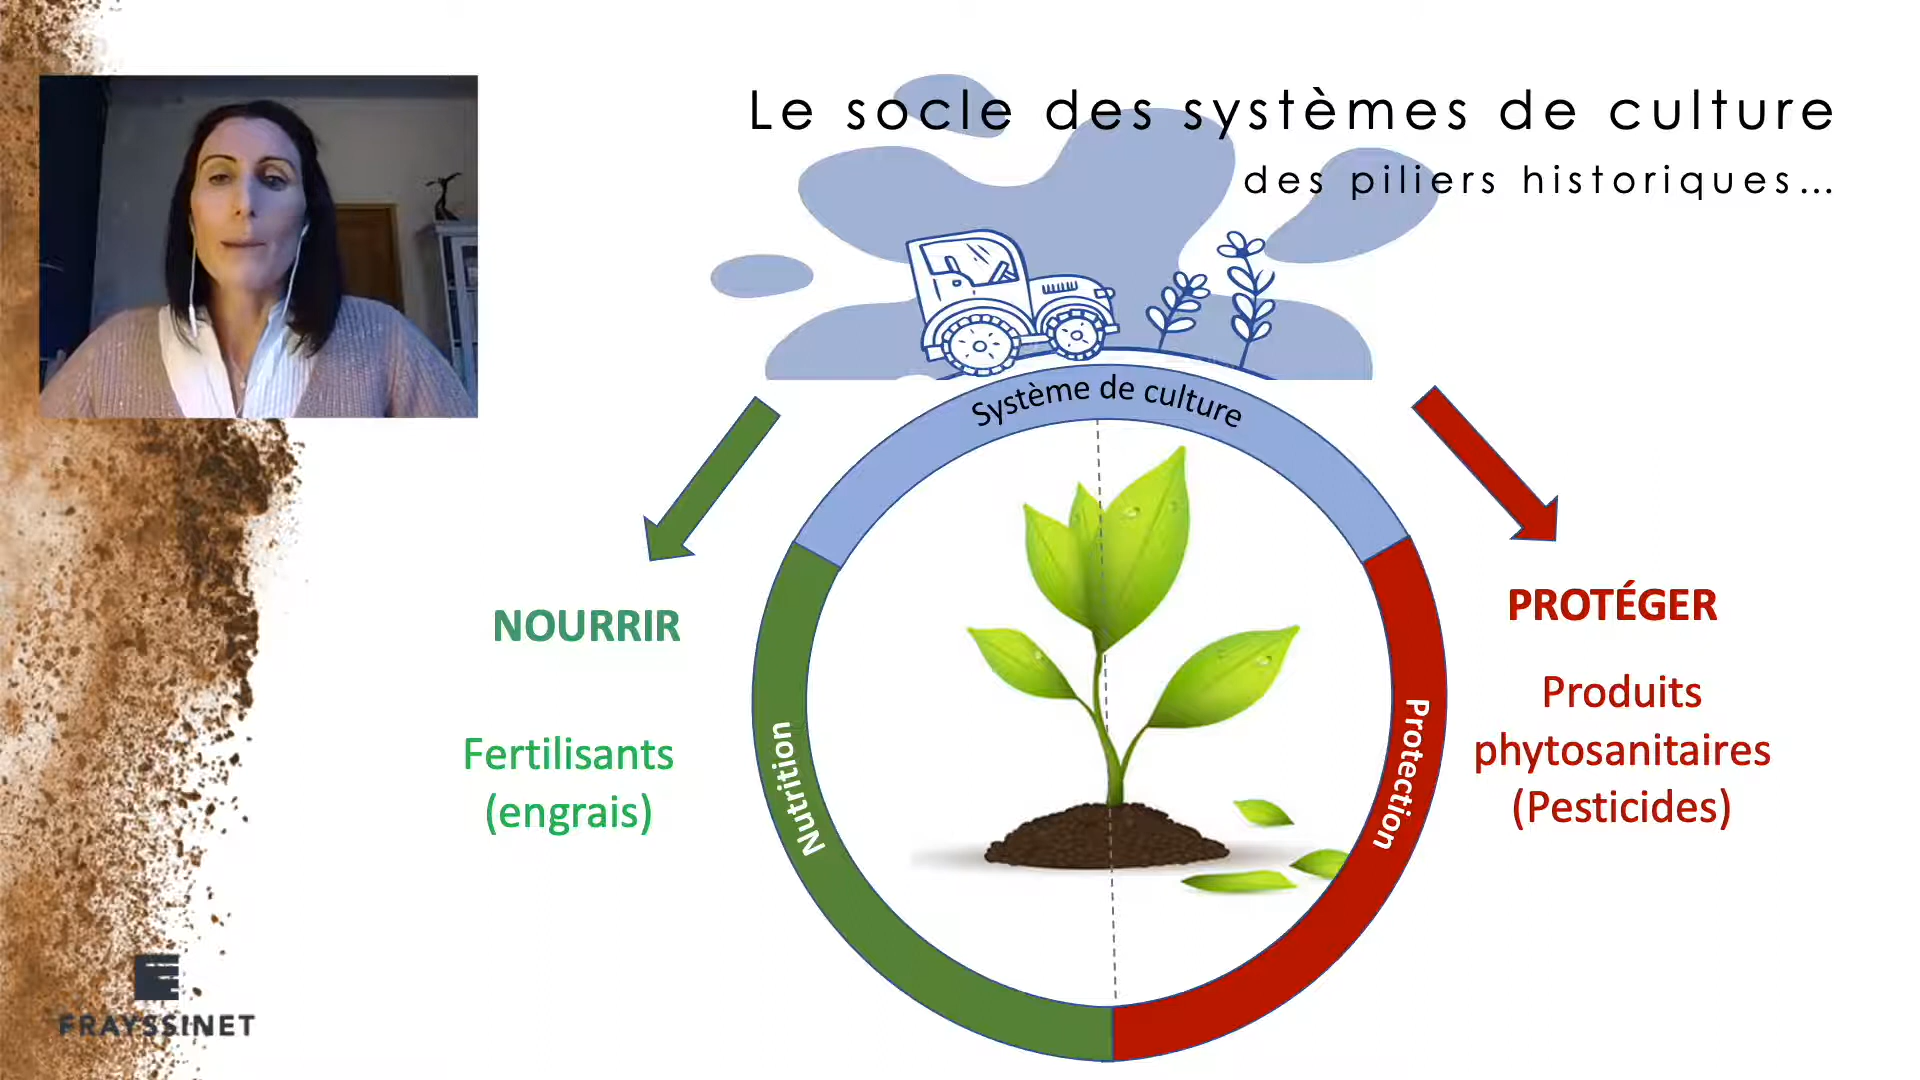 Le socle des systèmes de culture
des piliers historiques...
Système de culture
NOURRIR
Fertilisants
(engrais)
Nutrition
Protection
PROTÉGER
Produits
phytosanitaires
(Pesticides)
FRAYSSINET